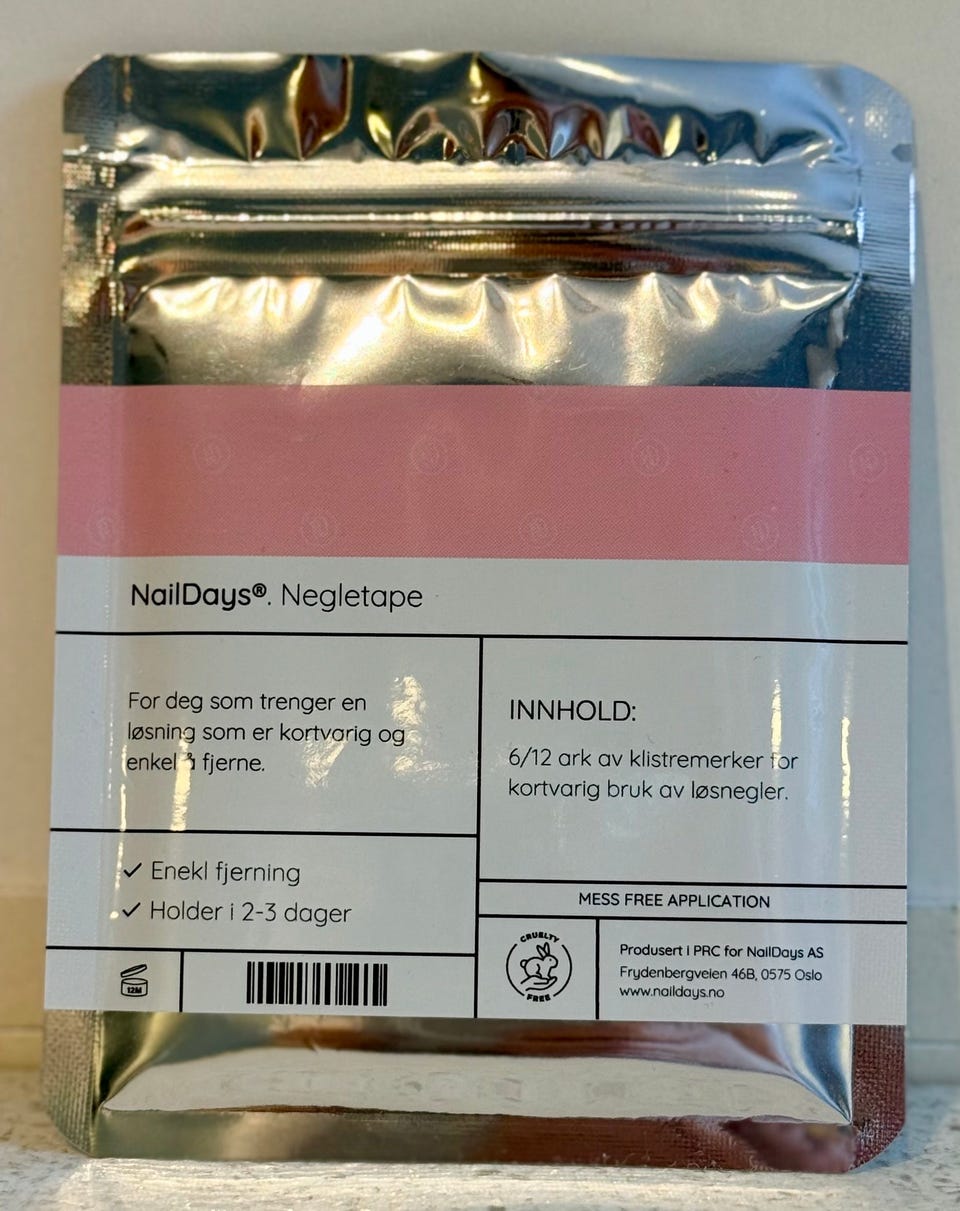 NailDays®. Negletape
For deg som trenger en
løsning som er kortvarig og
enkel å fjerne.
✓ Enekl fjerning
✓ Holder i 2-3 dager
12M
INNHOLD:
6/12 ark av klistremerker for
kortvarig bruk av løsnegler.
MESS FREE APPLICATION
CRUELTY
FREE
Produsert i PRC for NailDays AS
Frydenbergveien 46B, 0575 Oslo
www.naildays.no